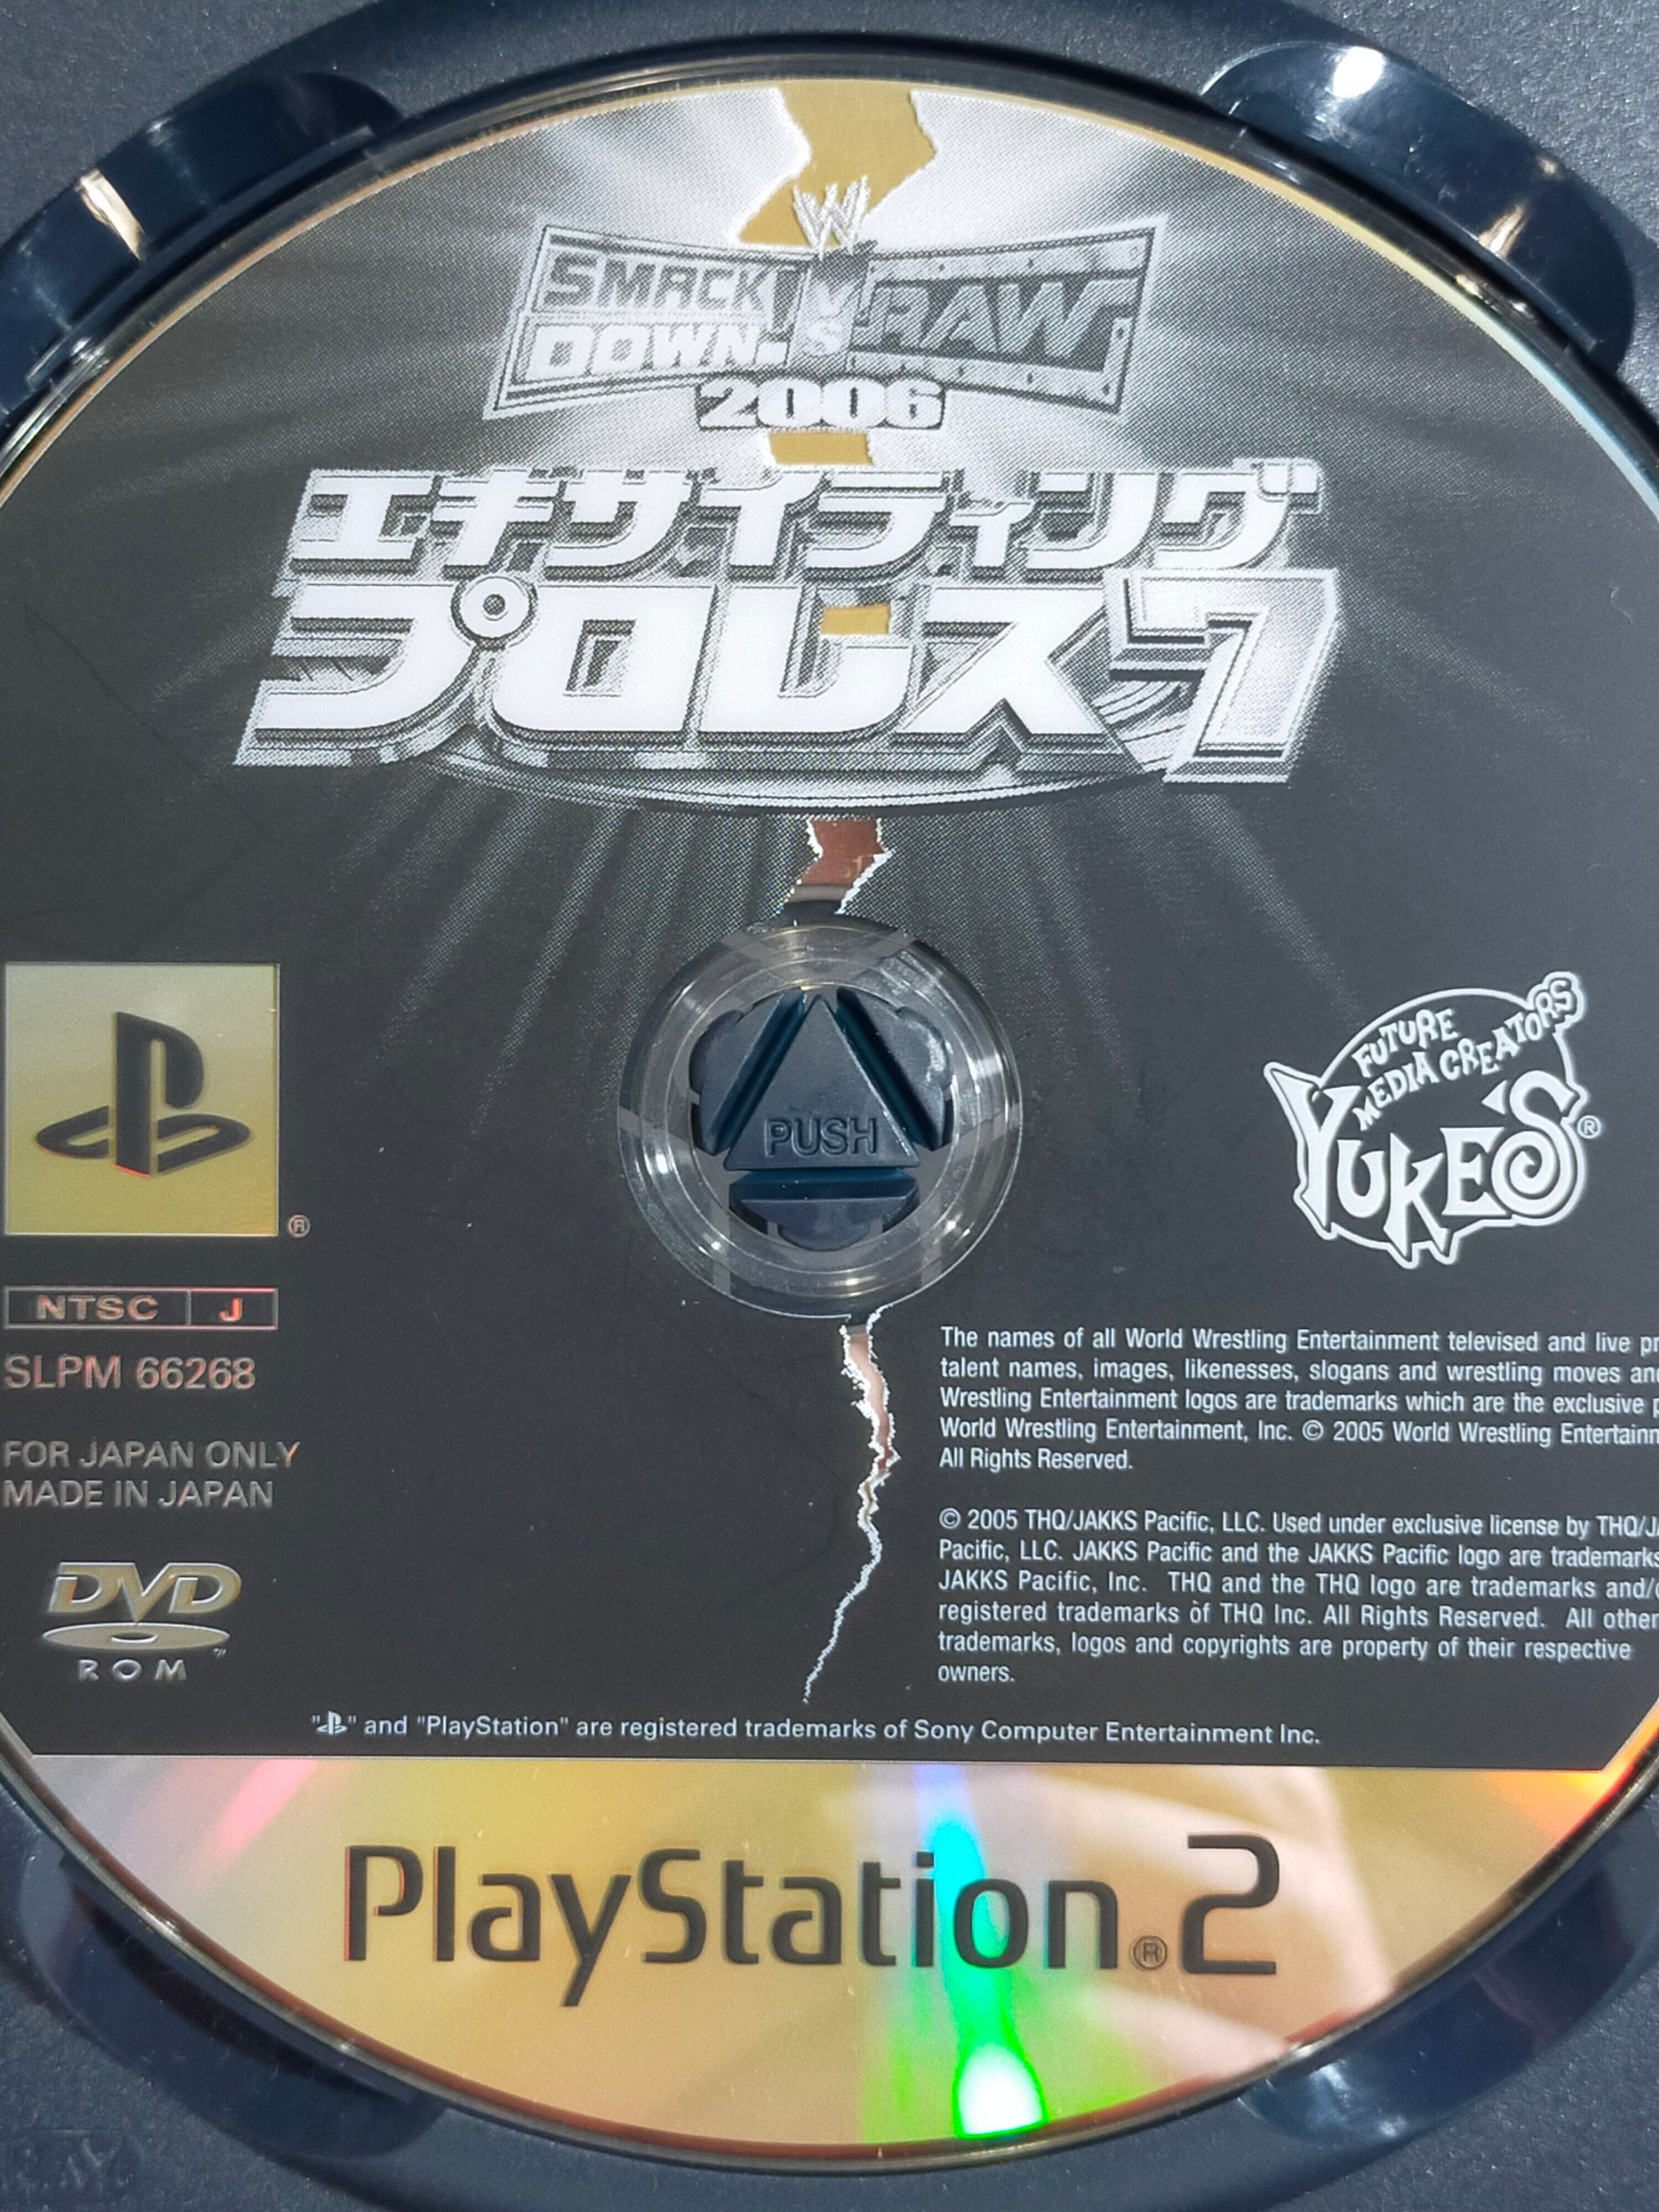 W
SMACK DOWN! VS RAW
2006
エキサイティング
プロレス7
PUSH
FUTURE
MEDIA CREATORS
YUKE'S®
®
NTSC J
SLPM 66268
FOR JAPAN ONLY
MADE IN JAPAN
DVD
ROM
The names of all World Wrestling Entertainment televised and live
talent names, images, likenesses, slogans and wrestling moves
Wrestling Entertainment logos are trademarks which are the exclusive
World Wrestling Entertainment, Inc. © 2005 World Wrestling
All Rights Reserved.
© 2005 THQ/JAKKS Pacific, LLC. Used under exclusive license by
Pacific, LLC. JAKKS Pacific and the JAKKS Pacific logo are trademarks
JAKKS Pacific, Inc. THQ and the THQ logo are trademarks
registered trademarks of THQ Inc. All Rights Reserved. All other
trademarks, logos and copyrights are property of their respective
owners.
" " and "PlayStation" are registered trademarks of Sony Computer Entertainment Inc.
PlayStation®2